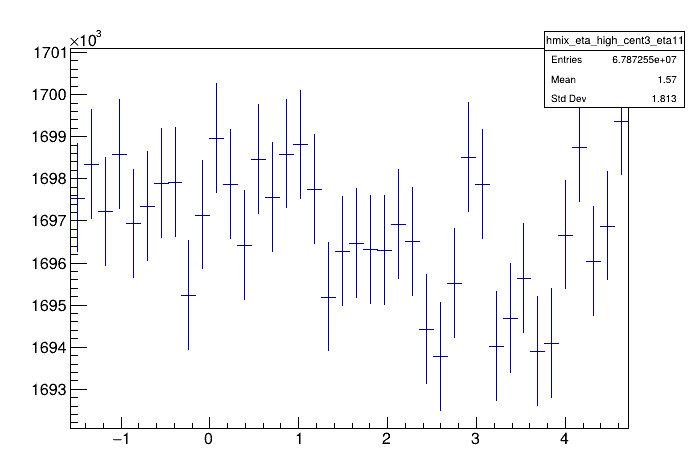 ×10³
hmix_eta_high_cent3_eta11
Entries 6.787255e+07
Mean 1.57
Std Dev 1.813
1701
1700
1699
1698
1697
1696
1695
1694
1693
−1 0 1 2 3 4